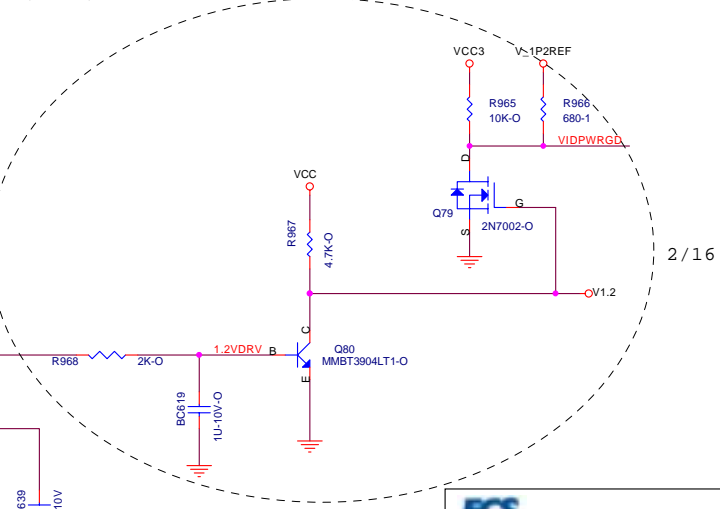 VCC3
V_1P2REF
R965
10K-O
R966
680-1
VIDPWRGD
D
G
S
Q79
2N7002-O
2/16
VCC
R967
4.7K-O
V1.2
C
Q80
MMBT3904LT1-O
1.2VDRV
B
E
R968
2K-O
BC619
1U-10V-O
639
10V
ECS